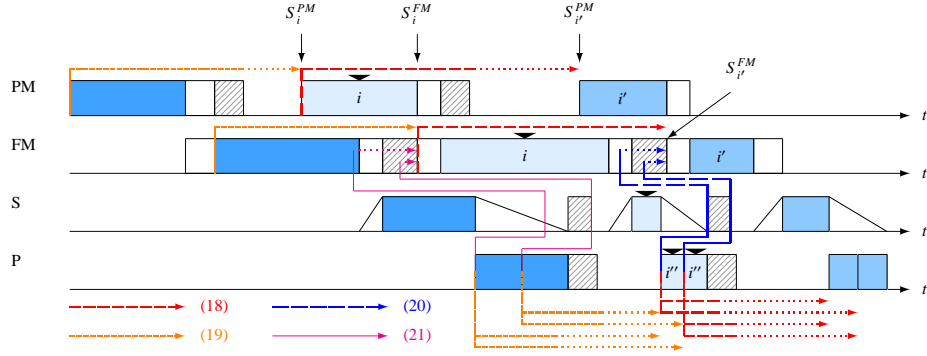 S_i^{PM} S_i^{FM} S_{i'}^{PM}
S_{i'}^{FM}
PM i i' t
FM i i' t
S t
P i'' i'' t
(18) (20)
(19) (21)